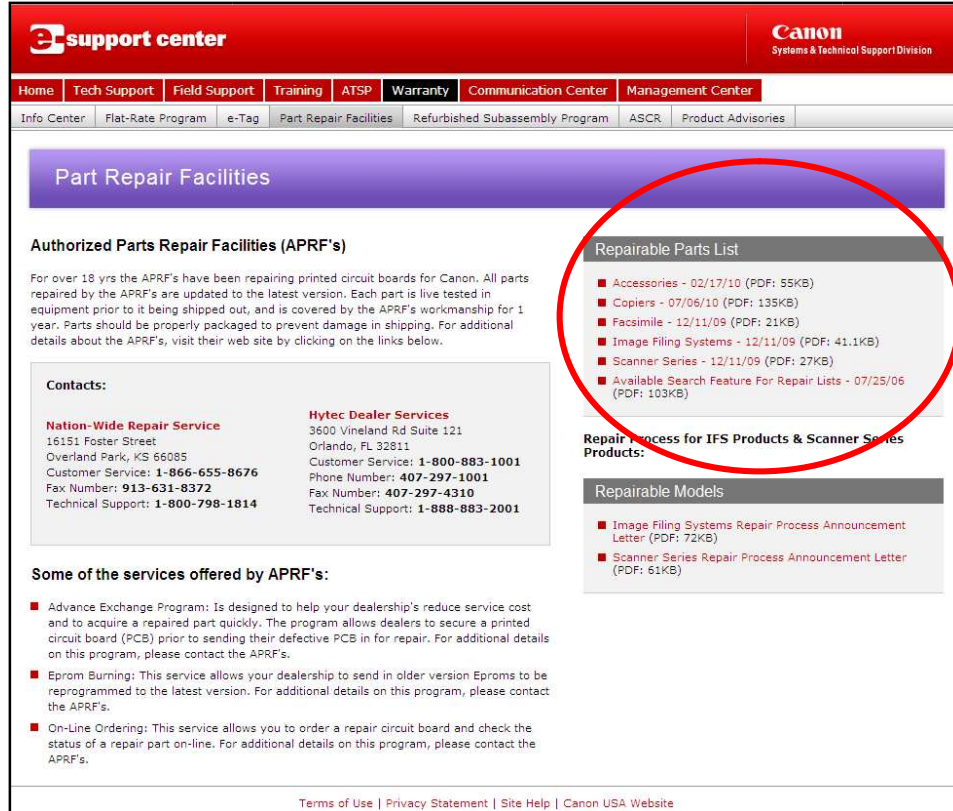 e-support center
Canon
Systems & Technical Support Division
Home Tech Support Field Support Training ATSP Warranty Communication Center Management Center
Info Center Flat-Rate Program e-Tag Part Repair Facilities Refurbished Subassembly Program ASCR Product Advisories
Part Repair Facilities
Authorized Parts Repair Facilities (APRF's)
For over 18 yrs the APRF's have been repairing printed circuit boards for Canon. All parts
repaired by the APRF's are updated to the latest version. Each part is live tested in
equipment prior to it being shipped out, and is covered by the APRF's workmanship for 1
year. Parts should be properly packaged to prevent damage in shipping. For additional
details about the APRF's, visit their web site by clicking on the links below.
Contacts:
Nation-Wide Repair Service
16151 Foster Street
Overland Park, KS 66085
Customer Service: 1-866-655-8676
Fax Number: 913-631-8372
Technical Support: 1-800-798-1814
Hytec Dealer Services
3600 Vineland Rd Suite 121
Orlando, FL 32811
Customer Service: 1-800-883-1001
Phone Number: 407-297-1001
Fax Number: 407-297-4310
Technical Support: 1-888-883-2001
Some of the services offered by APRF's:
Advance Exchange Program: Is designed to help your dealership's reduce service cost
and to acquire a repaired part quickly. The program allows dealers to secure a printed
circuit board (PCB) prior to sending their defective PCB in for repair. For additional details
on this program, please contact the APRF's.
Eprom Burning: This service allows your dealership to send in older version Eproms to be
reprogrammed to the latest version. For additional details on this program, please contact
the APRF's.
On-Line Ordering: This service allows you to order a repair circuit board and check the
status of a repair part on-line. For additional details on this program, please contact the
APRF's.
Repairable Parts List
Accessories - 02/17/10 (PDF: 55KB)
Copiers - 07/06/10 (PDF: 135KB)
Facsimile - 12/11/09 (PDF: 21KB)
Image Filing Systems - 12/11/09 (PDF: 41.1KB)
Scanner Series - 12/11/09 (PDF: 27KB)
Available Search Feature For Repair Lists - 07/25/06
(PDF: 103KB)
Repair Process for IFS Products & Scanner Series
Products:
Repairable Models
Image Filing Systems Repair Process Announcement
Letter (PDF: 72KB)
Scanner Series Repair Process Announcement Letter
(PDF: 61KB)
Terms of Use | Privacy Statement | Site Help | Canon USA Website